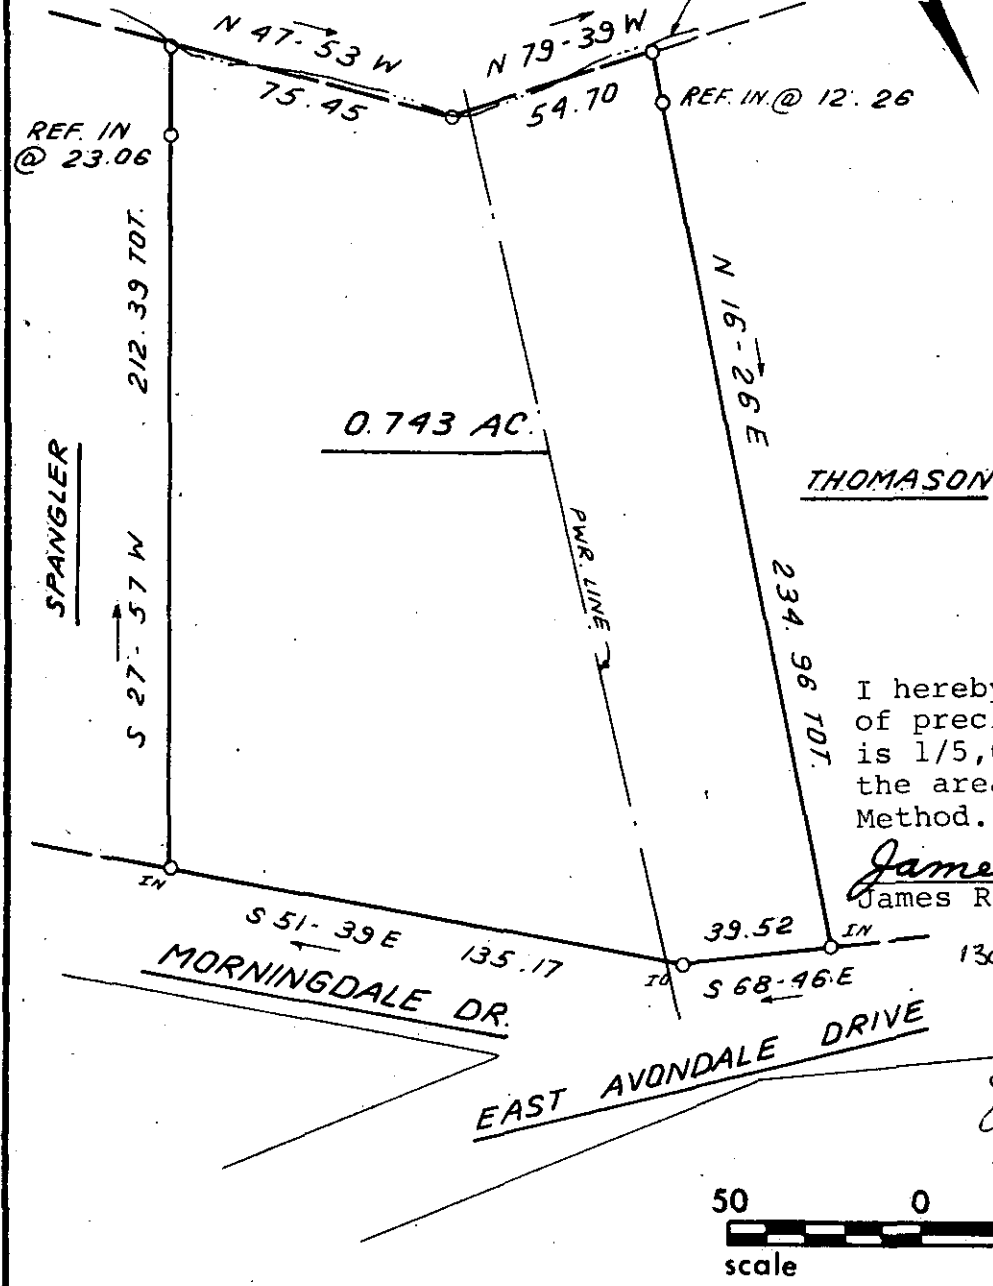 N 47-53 W
75.45
N 79-39 W
54.70
REF. IN @ 12.26
REF. IN
@ 23.06
212.39 TOT.
S 27-57 W
SPANGLER
0.743 AC.
PWR. LINE
N 16-26 E
234.96 TOT.
THOMASON
I hereby
of prec
is 1/5,
the area
Method.
Jame
James R
IN
S 51-39 E
135.17
39.52
IN
IO
S 68-46 E
13
MORNINGDALE DR.
EAST AVONDALE DRIVE
50 0
scale